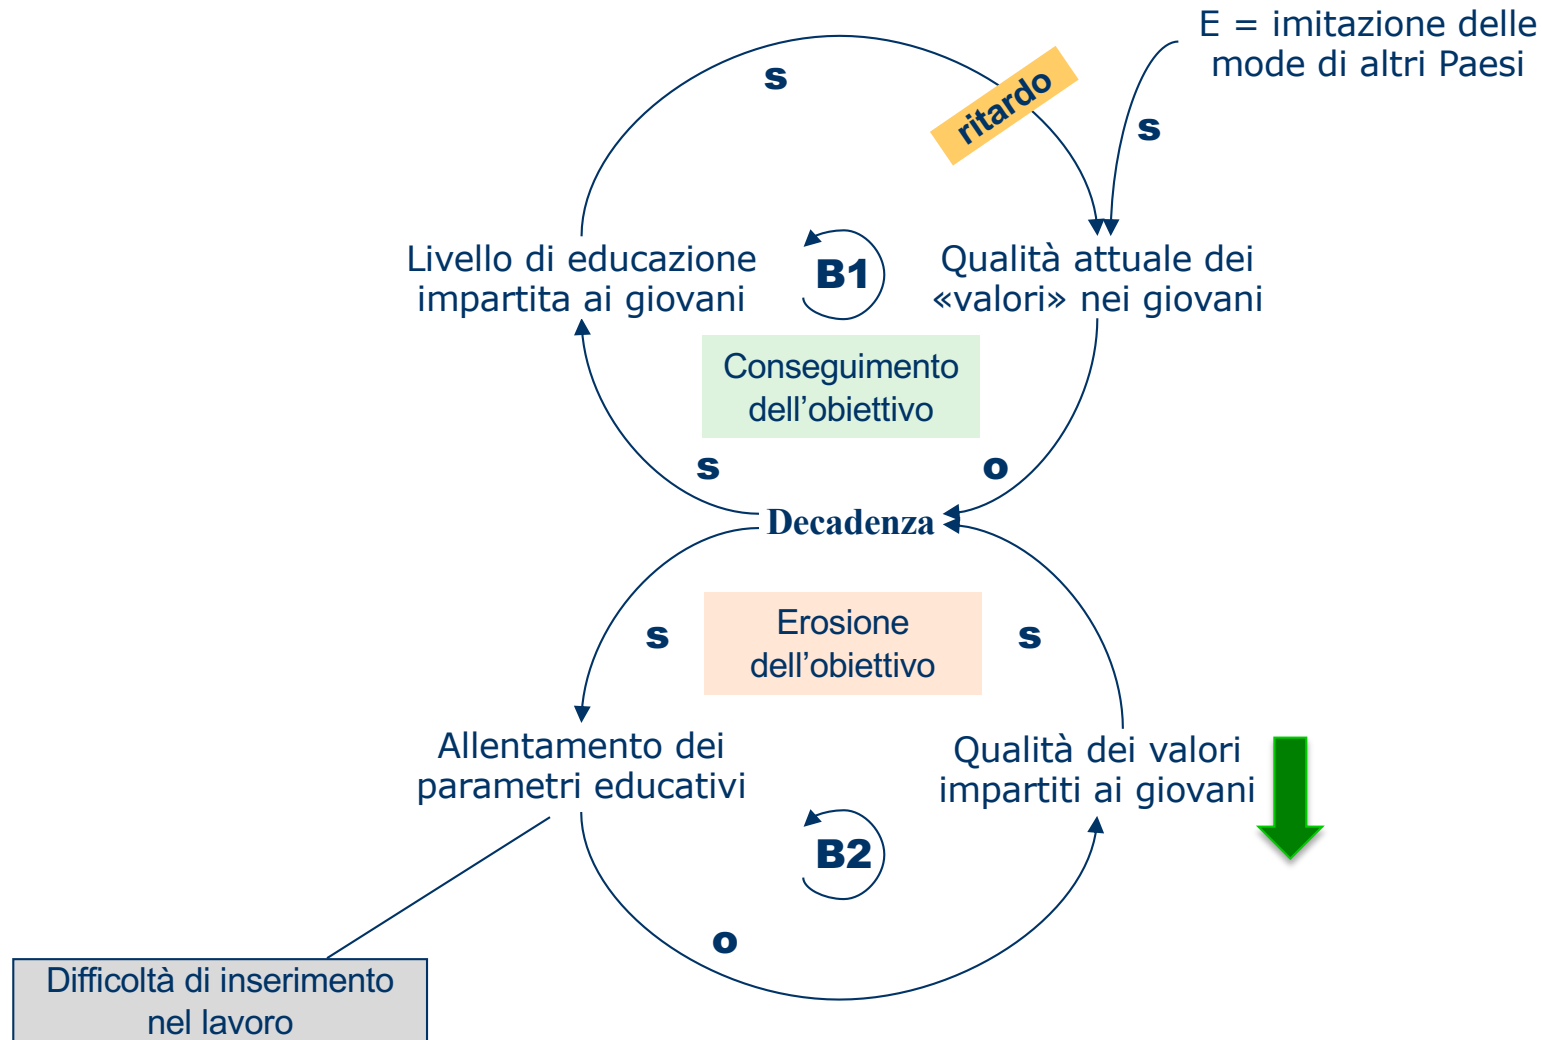 E = imitazione delle
mode di altri Paesi
s
ritardo
s
Livello di educazione
impartita ai giovani
B1
Qualità attuale dei
«valori» nei giovani
Conseguimento
dell’obiettivo
s
o
Decadenza
Erosione
dell’obiettivo
s
s
Allentamento dei
parametri educativi
Qualità dei valori
impartiti ai giovani
B2
o
Difficoltà di inserimento
nel lavoro